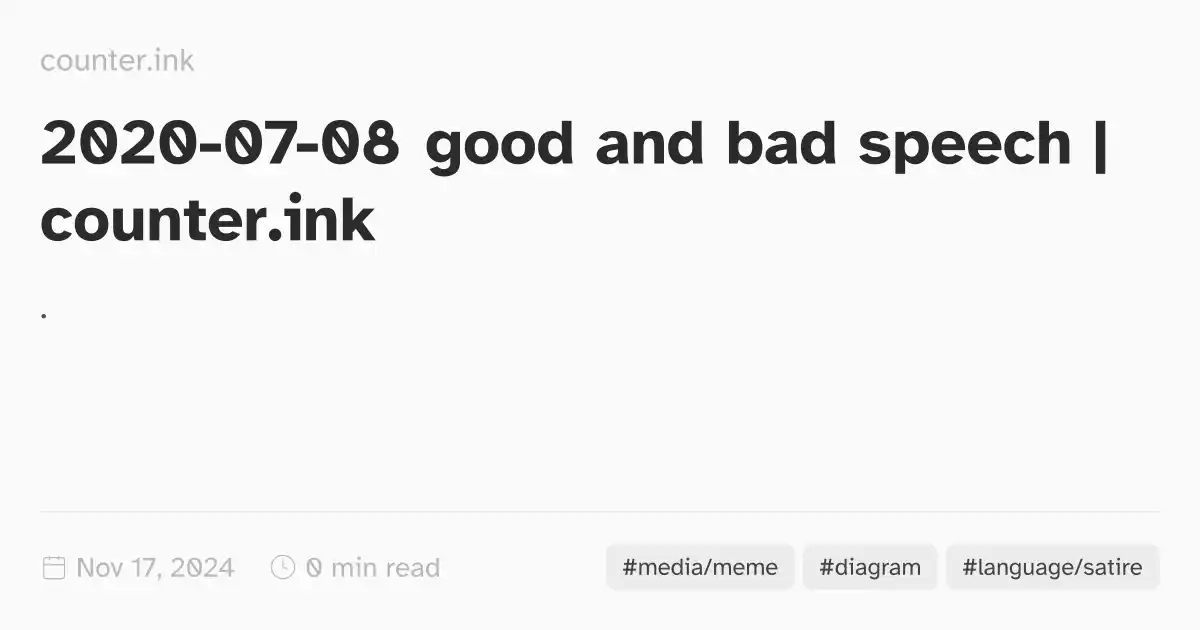 counter.ink
2020-07-08 good and bad speech |
counter.ink
.
Nov 17, 2024 0 min read #media/meme #diagram #language/satire